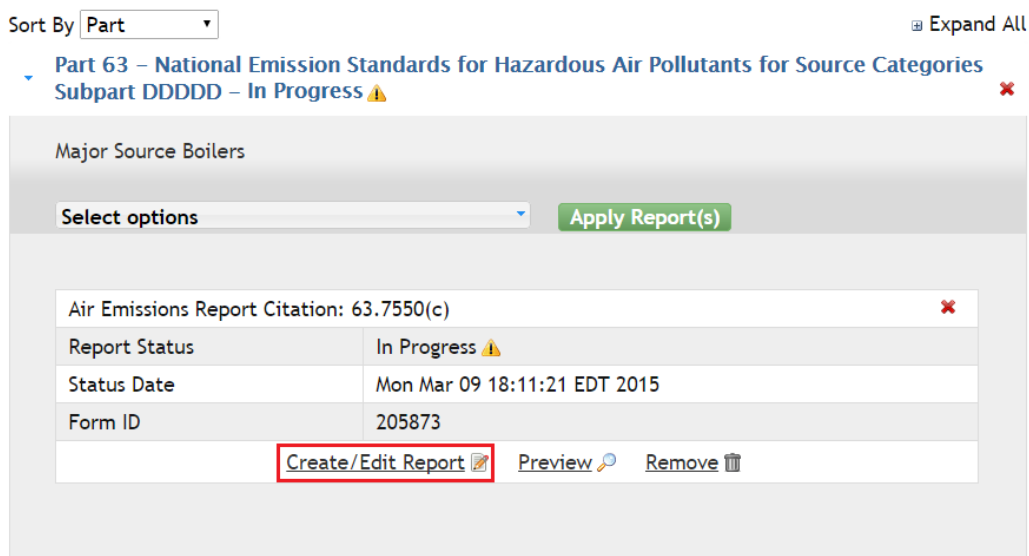 Sort By Part Expand All
Part 63 – National Emission Standards for Hazardous Air Pollutants for Source Categories
Subpart DDDDD – In Progress
Major Source Boilers
Select options Apply Report(s)
Air Emissions Report Citation: 63.7550(c)
Report Status In Progress
Status Date Mon Mar 09 18:11:21 EDT 2015
Form ID 205873
Create/Edit Report Preview Remove